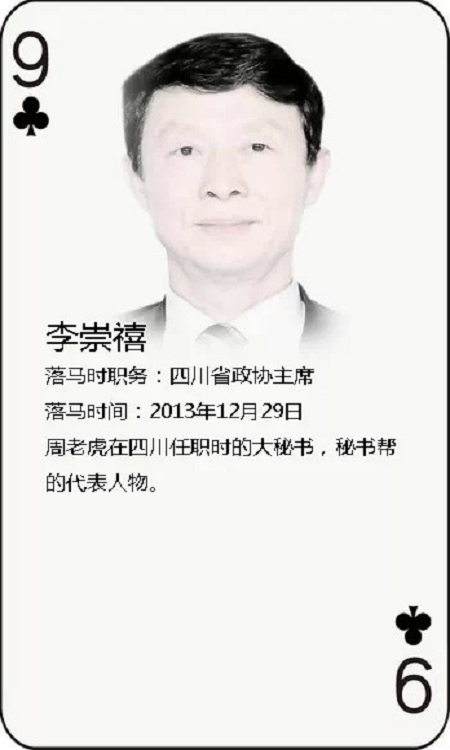 9
李崇禧
落马时职务：四川省政协主席
落马时间：2013年12月29日
周老虎在四川任职时的大秘书，秘书帮
的代表人物。
9